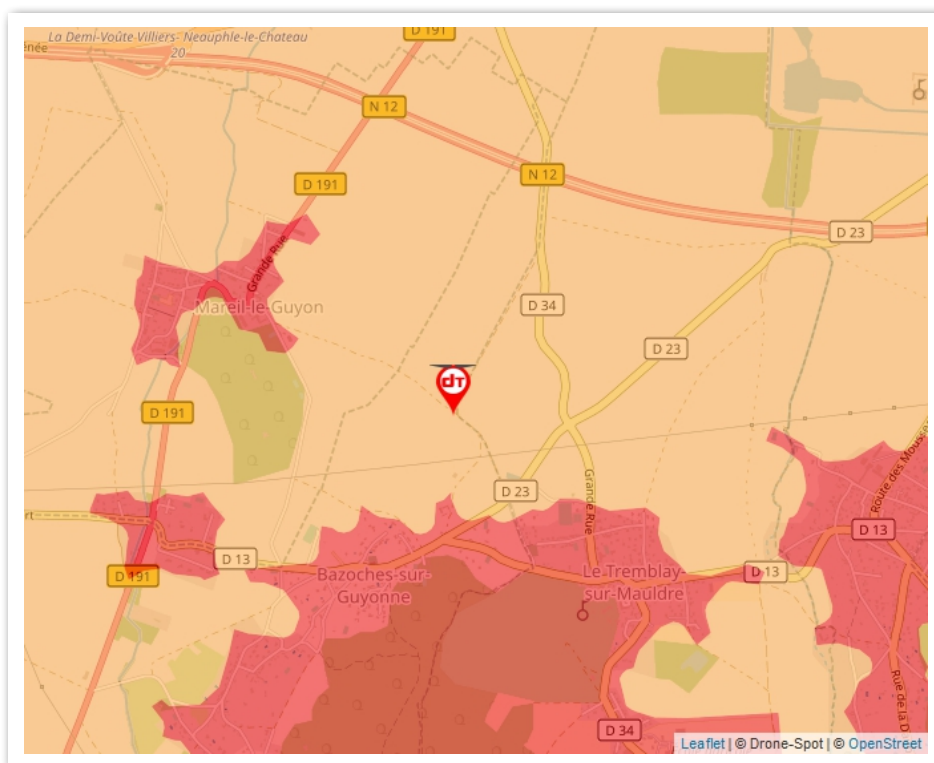 La Demi-Voûte Villiers- Neauphle-le-Chateau
20
D 191
N 12
D 191
N 12
D 23
Grande Rue
Mareil-le-Guyon
D 34
D 23
dT
D 191
D 23
Grande Rue
D 13
D 191
Bazoches-sur-
Guyonne
Le Tremblay-
sur-Mauldre
D 13
D 13
D 34
Leaflet | © Drone-Spot | © OpenStreet